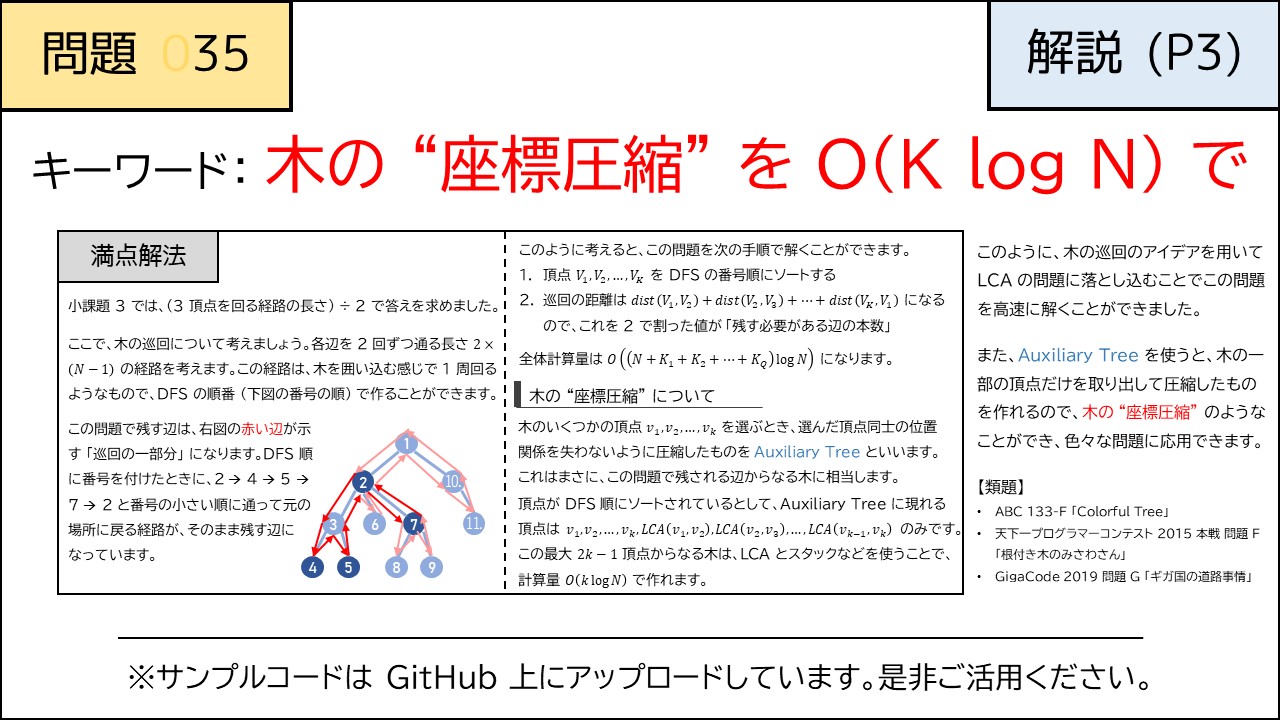 問題 035
解説 (P3)
キーワード: 木の “座標圧縮” を O(K log N) で
満点解法
小課題 3 では、(3 頂点を回る経路の長さ) ÷ 2 で答えを求めました。
ここで、木の巡回について考えましょう。各辺を 2 回ずつ通る長さ 2 ×
(N − 1) の経路を考えます。この経路は、木を囲い込む感じで 1 周回る
ようなもので、DFS の順番 (下図の番号の順) で作ることができます。
この問題で残す辺は、右図の赤い辺が示
す 「巡回の一部分」 になります。DFS 順
に番号を付けたときに、2 → 4 → 5 →
7 → 2 と番号の小さい順に通って元の
場所に戻る経路が、そのまま残す辺に
なっています。
1
2
10.
3
6
7
11.
4
5
8
9
このように考えると、この問題を次の手順で解くことができます。
1. 頂点 V₁, V₂, …, V_K を DFS の番号順にソートする
2. 巡回の距離は dist(V₁, V₂) + dist(V₂, V₃) + ⋯ + dist(V_K, V₁) になる
ので、これを 2 で割った値が 「残す必要がある辺の本数」
全体計算量は O((N + K₁ + K₂ + ⋯ + K_Q) log N) になります。
木の “座標圧縮” について
木のいくつかの頂点 v₁, v₂, …, v_k を選ぶとき、選んだ頂点同士の位置
関係を失わないように圧縮したものを Auxiliary Tree といいます。
これはまさに、この問題で残される辺からなる木に相当します。
頂点が DFS 順にソートされているとして、Auxiliary Tree に現れる
頂点は v₁, v₂, …, v_k, LCA(v₁, v₂), LCA(v₂, v₃), …, LCA(v_{k−1}, v_k) のみです。
この最大 2k − 1 頂点からなる木は、LCA とスタックなどを使うことで、
計算量 O(k log N) で作れます。
このように、木の巡回のアイデアを用いて
LCA の問題に落とし込むことでこの問題
を高速に解くことができました。
また、Auxiliary Tree を使うと、木の一
部の頂点だけを取り出して圧縮したもの
を作れるので、木の “座標圧縮” のような
ことができ、色々な問題に応用できます。
【類題】
• ABC 133-F 「Colorful Tree」
• 天下一プログラマーコンテスト 2015 本戦 問題 F
「根付き木のみさわさん」
• GigaCode 2019 問題 G 「ギガ国の道路事情」
※サンプルコードは GitHub 上にアップロードしています。是非ご活用ください。